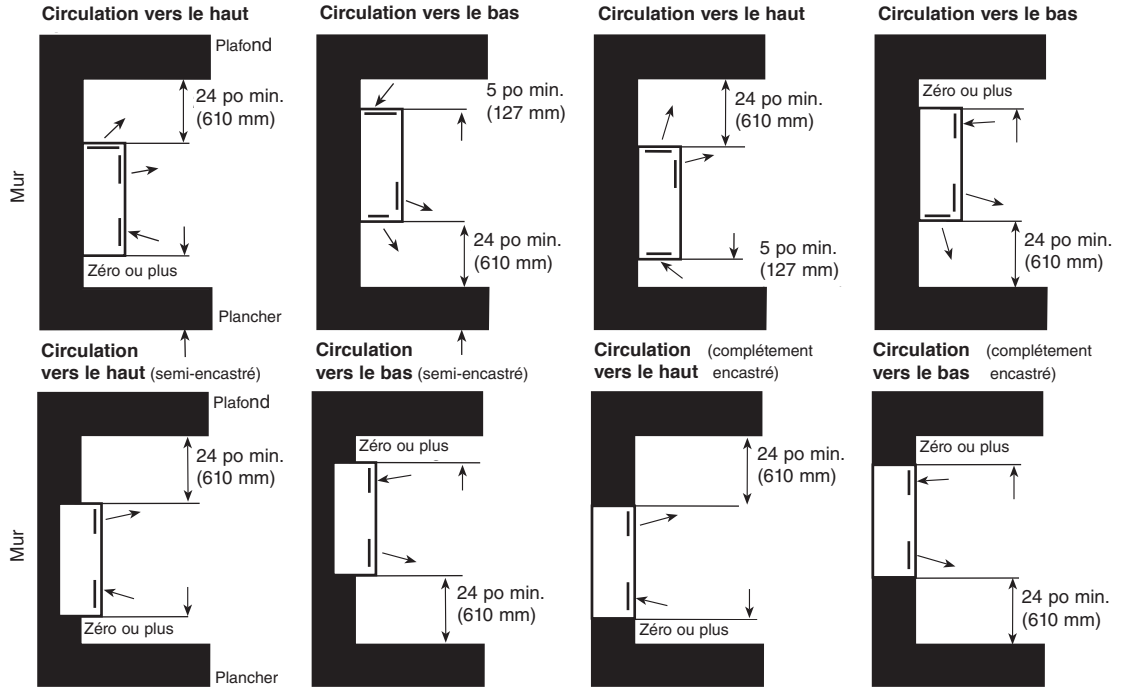 Circulation vers le haut
Plafond
24 po min.
(610 mm)
Mur
Zéro ou plus
Plancher
Circulation vers le bas
5 po min.
(127 mm)
24 po min.
(610 mm)
Circulation vers le haut
24 po min.
(610 mm)
5 po min.
(127 mm)
Circulation vers le bas
Zéro ou plus
24 po min.
(610 mm)
Circulation
vers le haut (semi-encastré)
Plafond
24 po min.
(610 mm)
Mur
Zéro ou plus
Plancher
Circulation
vers le bas (semi-encastré)
Zéro ou plus
24 po min.
(610 mm)
Circulation (complétement
vers le haut encastré)
24 po min.
(610 mm)
Zéro ou plus
Circulation (complétement
vers le bas encastré)
Zéro ou plus
24 po min.
(610 mm)